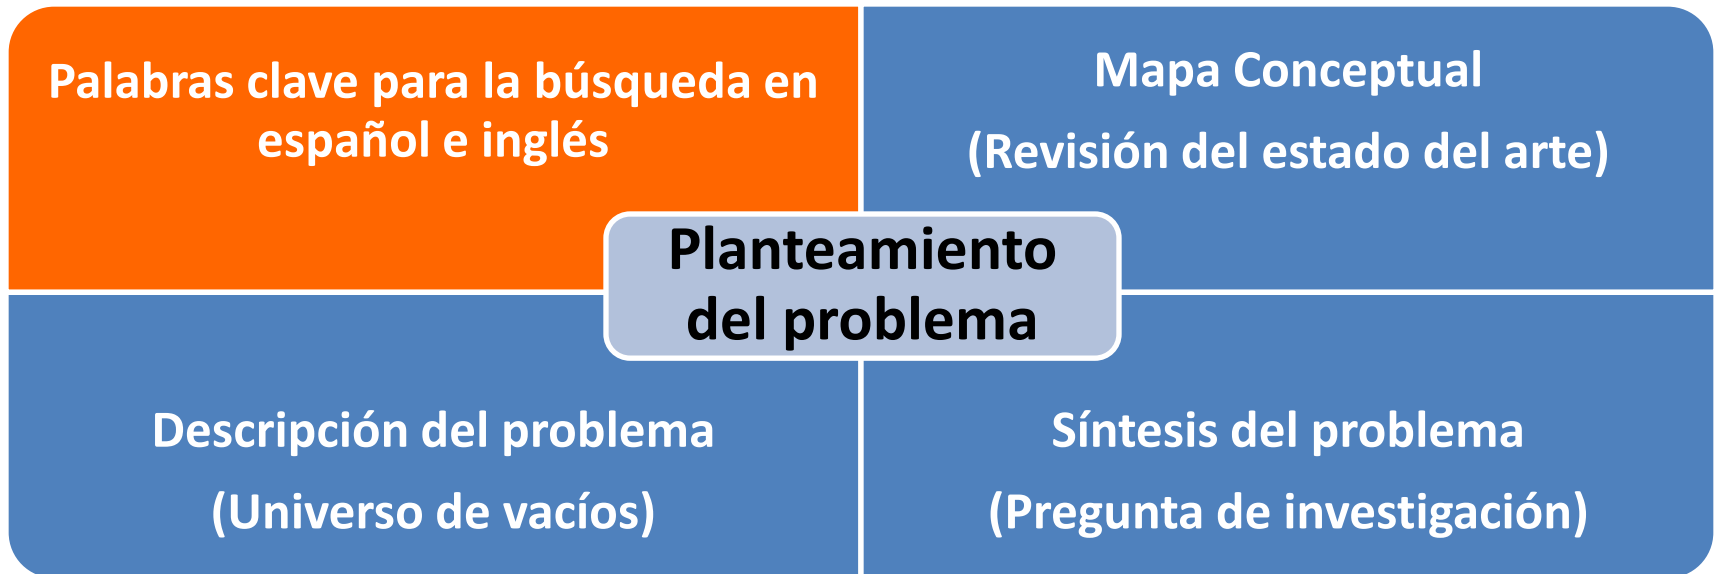 Palabras clave para la búsqueda en
español e inglés
Mapa Conceptual
(Revisión del estado del arte)
Planteamiento
del problema
Descripción del problema
(Universo de vacíos)
Síntesis del problema
(Pregunta de investigación)